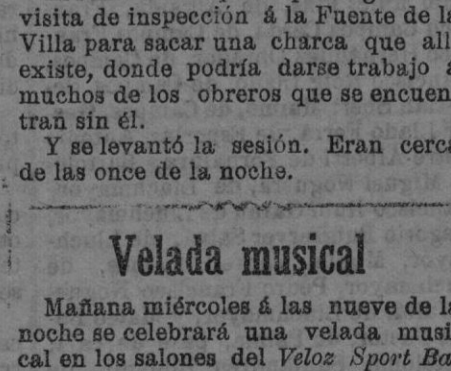 visita de inspección á la Fuente de la
Villa para sacar una charca que all
existe, donde podría darse trabajo a
muchos de los obreros que se encuen
tran sin él.
Y se levantó la sesión. Eran cerca
de las once de la noche.
Velada musical
Mañana miércoles á las nueve de la
noche se celebrará una velada musi
cal en los salones del Veloz Sport Ba